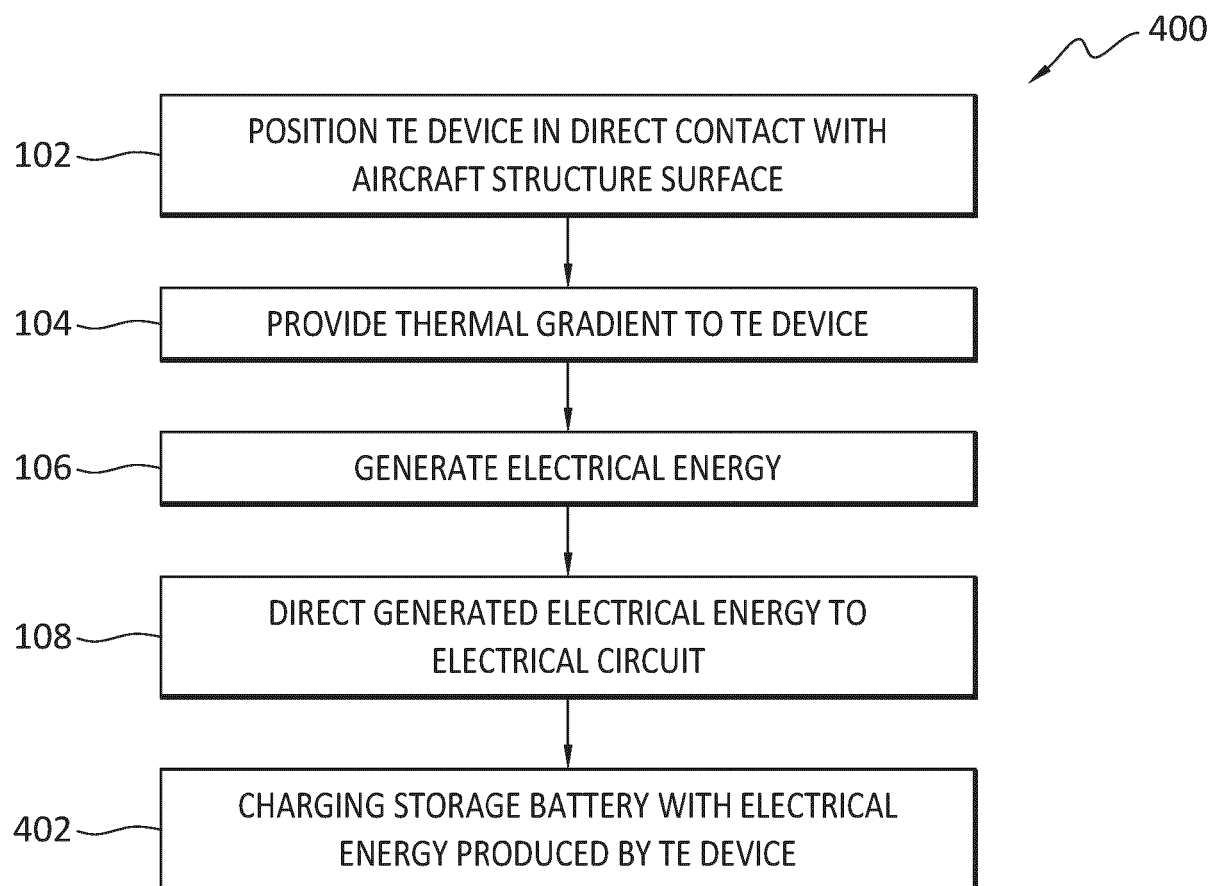 400
102
POSITION TE DEVICE IN DIRECT CONTACT WITH
AIRCRAFT STRUCTURE SURFACE
104
PROVIDE THERMAL GRADIENT TO TE DEVICE
106
GENERATE ELECTRICAL ENERGY
108
DIRECT GENERATED ELECTRICAL ENERGY TO
ELECTRICAL CIRCUIT
402
CHARGING STORAGE BATTERY WITH ELECTRICAL
ENERGY PRODUCED BY TE DEVICE